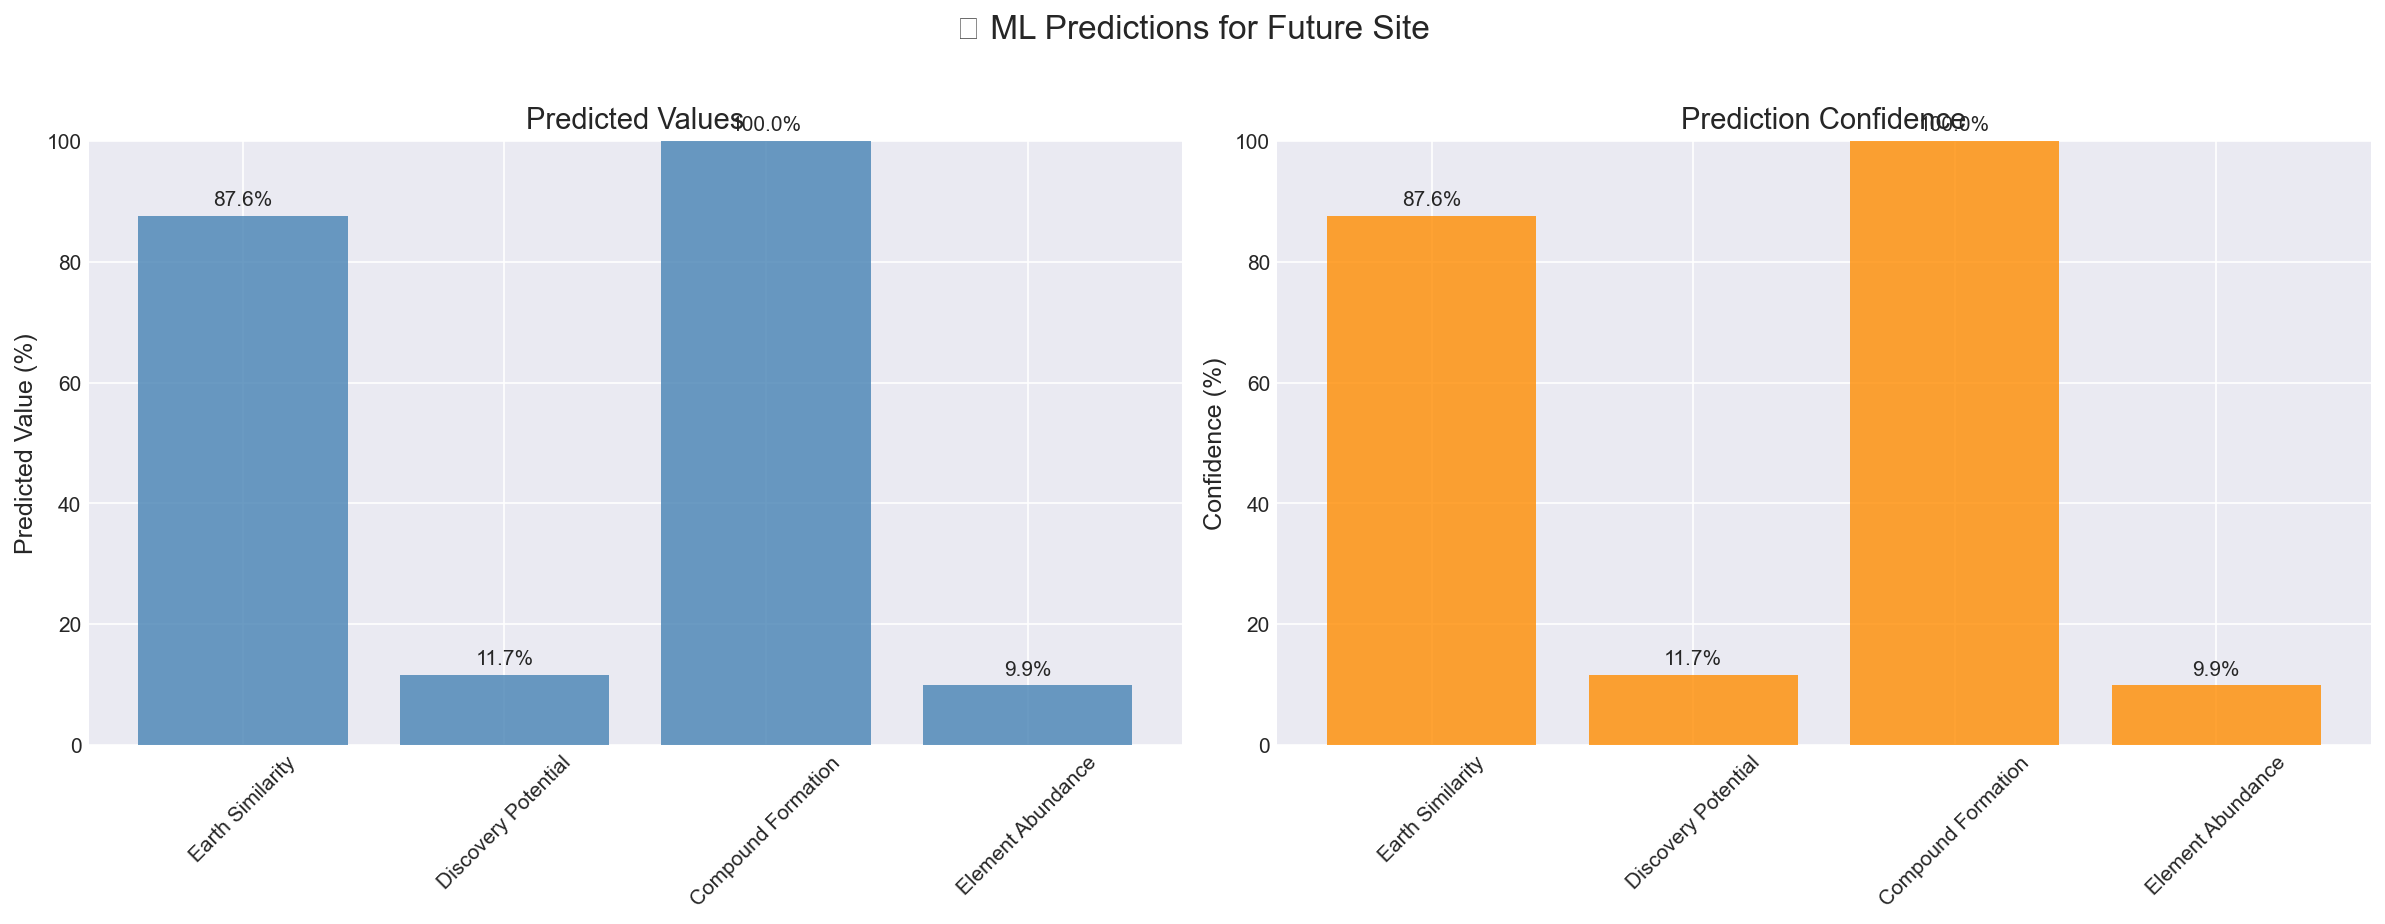 ▯ ML Predictions for Future Site
Predicted Values
100.0%
87.6%
11.7%
9.9%
100
80
60
40
20
0
Predicted Value (%)
Earth Similarity
Discovery Potential
Compound Formation
Element Abundance
Prediction Confidence
100.0%
87.6%
11.7%
9.9%
100
80
60
40
20
0
Confidence (%)
Earth Similarity
Discovery Potential
Compound Formation
Element Abundance